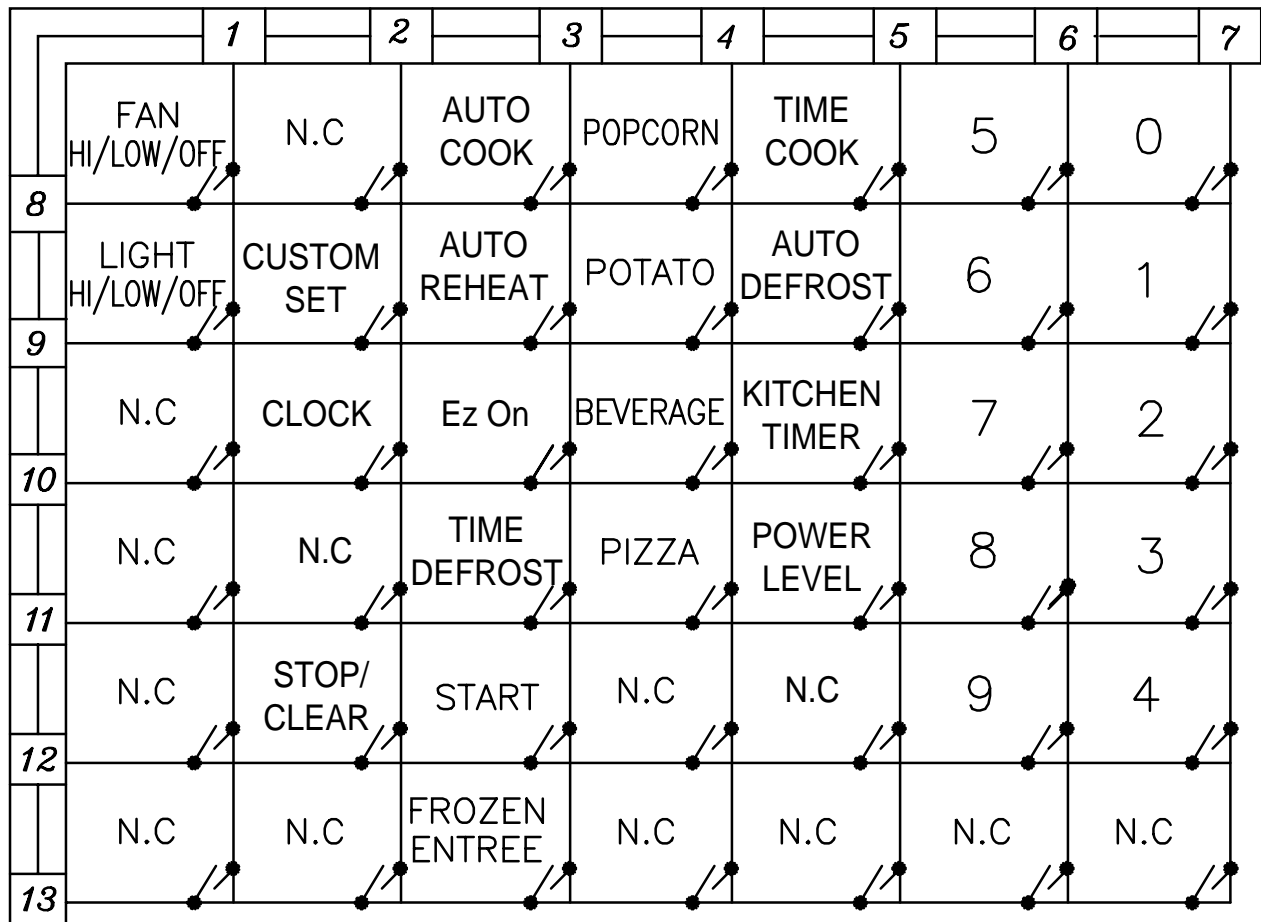 1 2 3 4 5 6 7
FAN
HI/LOW/OFF
N.C
AUTO
COOK
POPCORN
TIME
COOK
5
0
8
LIGHT
HI/LOW/OFF
CUSTOM
SET
AUTO
REHEAT
POTATO
AUTO
DEFROST
6
1
9
N.C
CLOCK
Ez On
BEVERAGE
KITCHEN
TIMER
7
2
10
N.C
N.C
TIME
DEFROST
PIZZA
POWER
LEVEL
8
3
11
N.C
STOP/
CLEAR
START
N.C
N.C
9
4
12
N.C
N.C
FROZEN
ENTREE
N.C
N.C
N.C
N.C
13